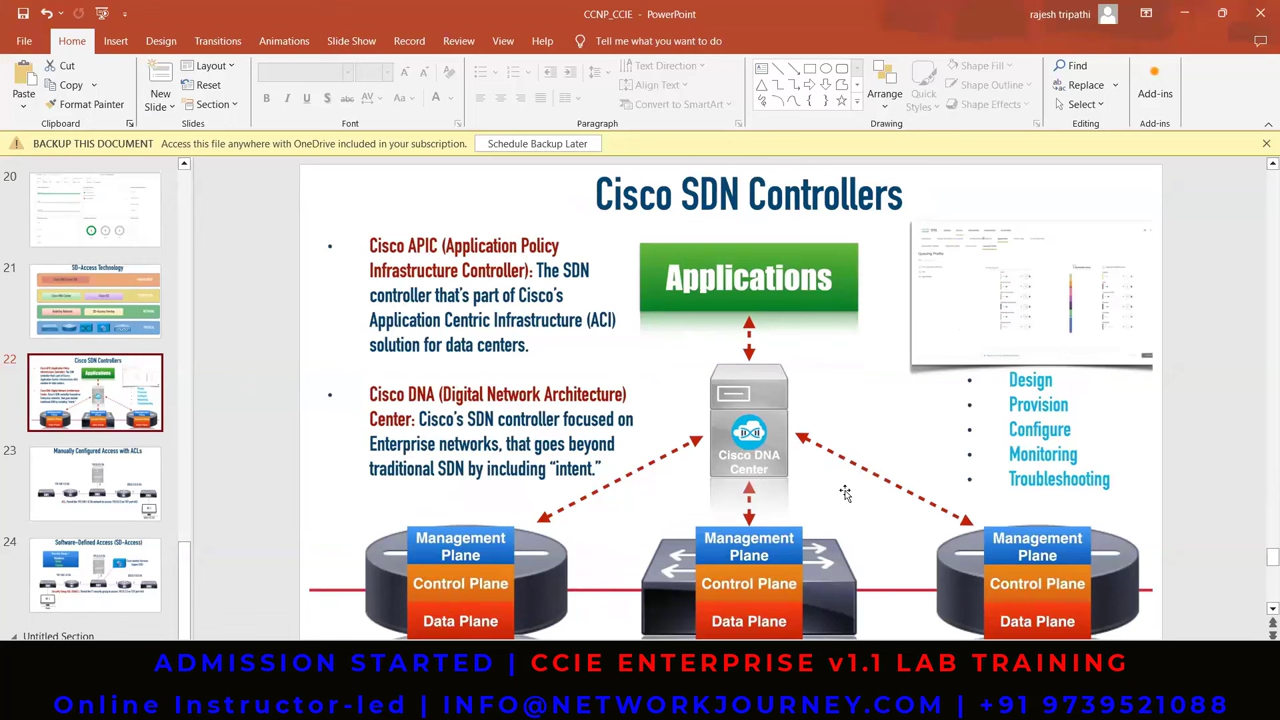 CCNP_CCIE - PowerPoint
rajesh tripathi
File Home Insert Design Transitions Animations Slide Show Record Review View Help Tell me what you want to do
Paste
Cut
Copy
Format Painter
Clipboard
New Slide
Layout
Reset
Section
Slides
B I U S abc AV Aa A
Font
Text Direction
Align Text
Convert to SmartArt
Paragraph
Arrange
Quick Styles
Shape Fill
Shape Outline
Shape Effects
Drawing
Find
Replace
Select
Editing
Add-ins
Add-ins
BACKUP THIS DOCUMENT Access this file anywhere with OneDrive included in your subscription. Schedule Backup Later
20
21
SD-Access Technology
22
Cisco SDN Controllers
23
Manually Configured Access with ACLs
24
Software-Defined Access (SD-Access)
Untitled Section
Cisco SDN Controllers
• Cisco APIC (Application Policy
Infrastructure Controller): The SDN
controller that's part of Cisco's
Application Centric Infrastructure (ACI)
solution for data centers.
• Cisco DNA (Digital Network Architecture)
Center: Cisco's SDN controller focused on
Enterprise networks, that goes beyond
traditional SDN by including “intent.”
Applications
Cisco DNA
Center
• Design
• Provision
• Configure
• Monitoring
• Troubleshooting
Management
Plane
Control Plane
Data Plane
Management
Plane
Control Plane
Data Plane
Management
Plane
Control Plane
Data Plane
ADMISSION STARTED | CCIE ENTERPRISE v1.1 LAB TRAINING
Online Instructor-led | INFO@NETWORKJOURNEY.COM | +91 9739521088